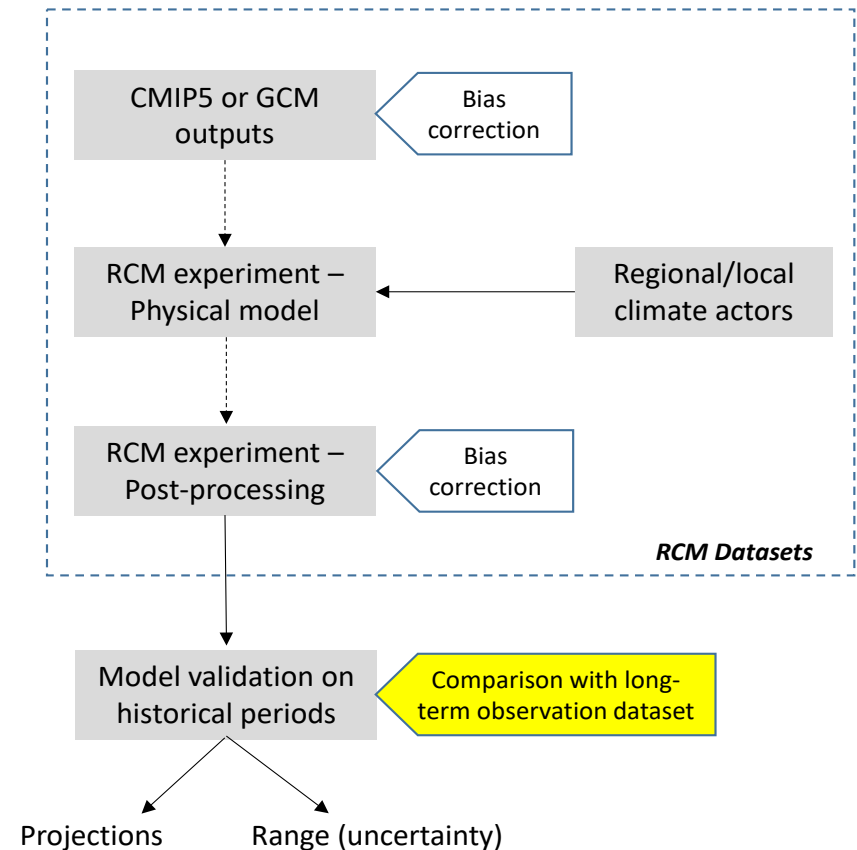 CMIP5 or GCM
outputs
Bias
correction
RCM experiment –
Physical model
Regional/local
climate actors
RCM experiment –
Post-processing
Bias
correction
RCM Datasets
Model validation on
historical periods
Comparison with long-
term observation dataset
Projections
Range (uncertainty)